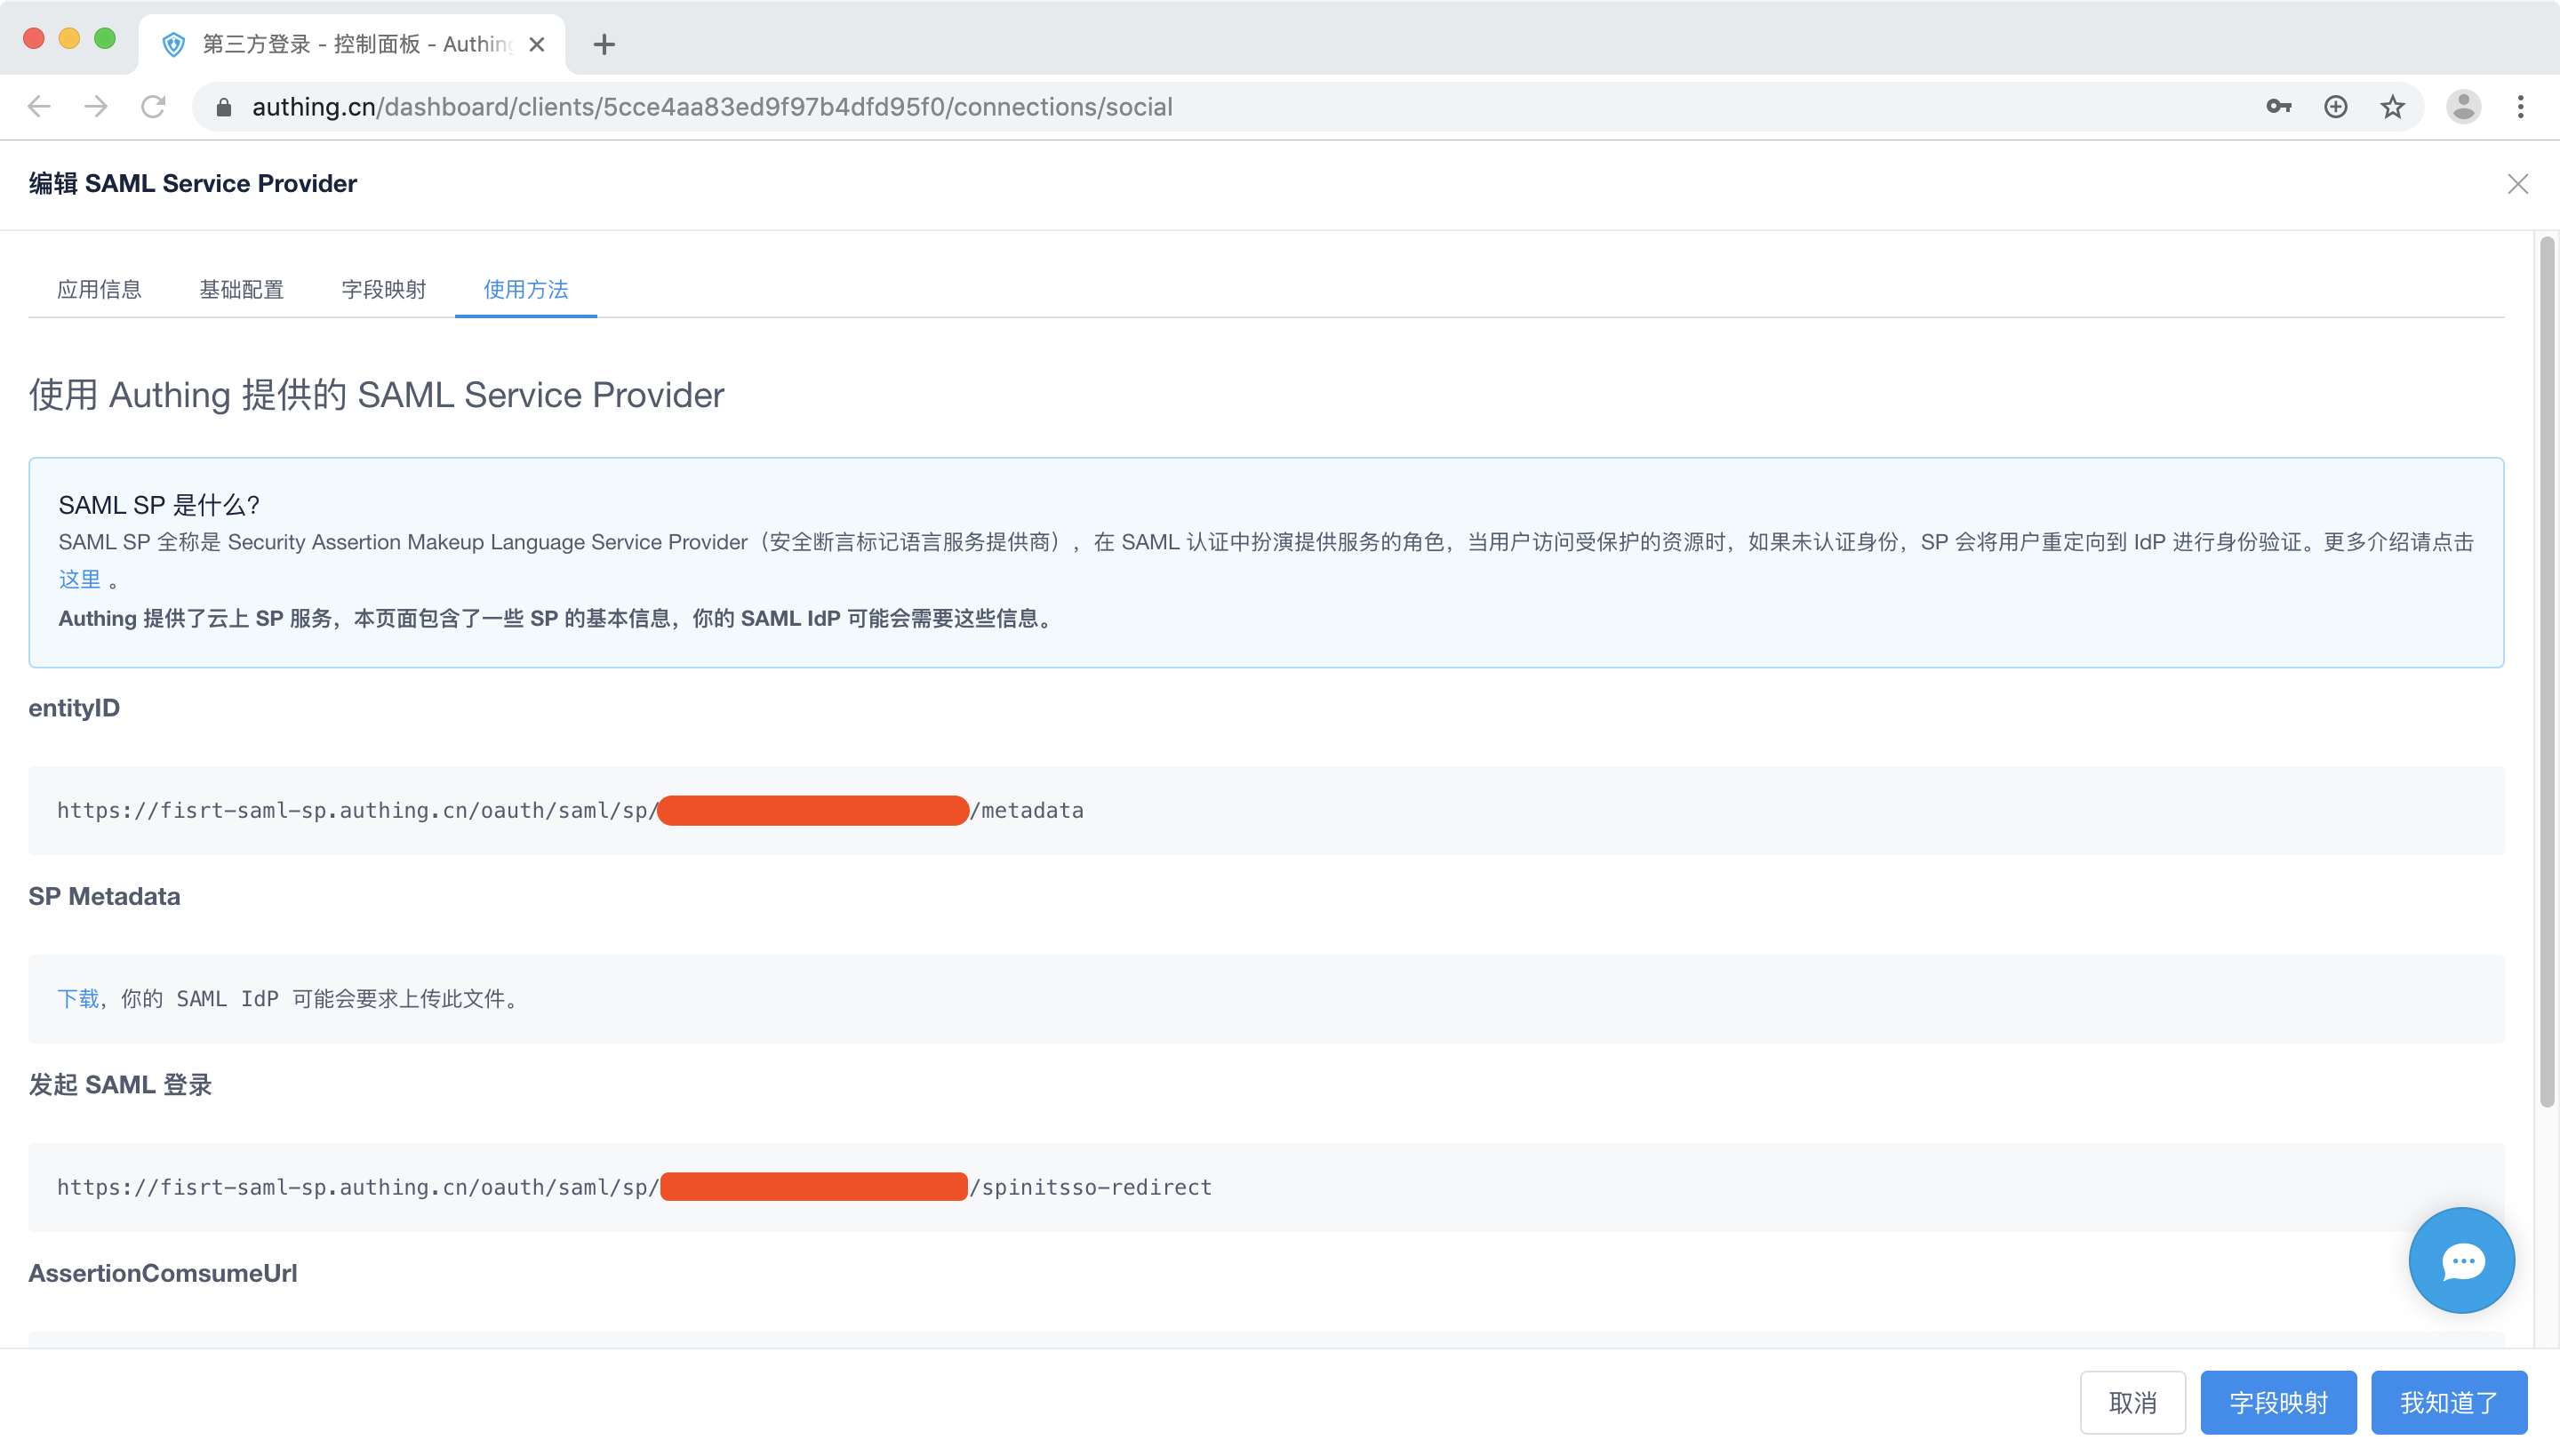 第三方登录 - 控制面板 - Authing
authing.cn/dashboard/clients/5cce4aa83ed9f97b4dfd95f0/connections/social
编辑 SAML Service Provider
应用信息 基础配置 字段映射 使用方法
使用 Authing 提供的 SAML Service Provider
SAML SP 是什么?
SAML SP 全称是 Security Assertion Makeup Language Service Provider（安全断言标记语言服务提供商），在 SAML 认证中扮演提供服务的角色，当用户访问受保护的资源时，如果未认证身份，SP 会将用户重定向到 IdP 进行身份验证。更多介绍请点击
这里 。
Authing 提供了云上 SP 服务，本页面包含了一些 SP 的基本信息，你的 SAML IdP 可能会需要这些信息。
entityID
https://fisrt-saml-sp.authing.cn/oauth/saml/sp/ /metadata
SP Metadata
下载，你的 SAML IdP 可能会要求上传此文件。
发起 SAML 登录
https://fisrt-saml-sp.authing.cn/oauth/saml/sp/ /spinitsso-redirect
AssertionComsumeUrl
取消 字段映射 我知道了